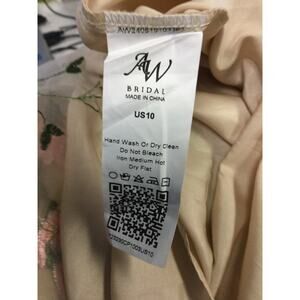 AW
BRIDAL
MADE IN CHINA
US10
Hand Wash Or Dry Clean
Do Not Bleach
Iron Medium Hot
Dry Flat